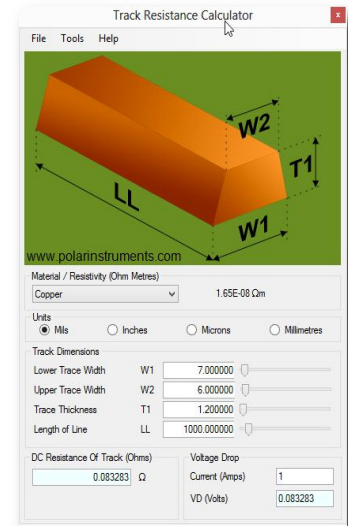 Track Resistance Calculator x
File Tools Help
W2
T1
LL
W1
www.polarinstruments.com
Material / Resistivity (Ohm Metres)
Copper 1.65E-08 Ωm
Units
Mils Inches Microns Millimetres
Track Dimensions
Lower Trace Width W1 7.000000
Upper Trace Width W2 6.000000
Trace Thickness T1 1.200000
Length of Line LL 1000.000000
DC Resistance Of Track (Ohms) Voltage Drop
Current (Amps) 1
0.083283 Ω
VD (Volts) 0.083283